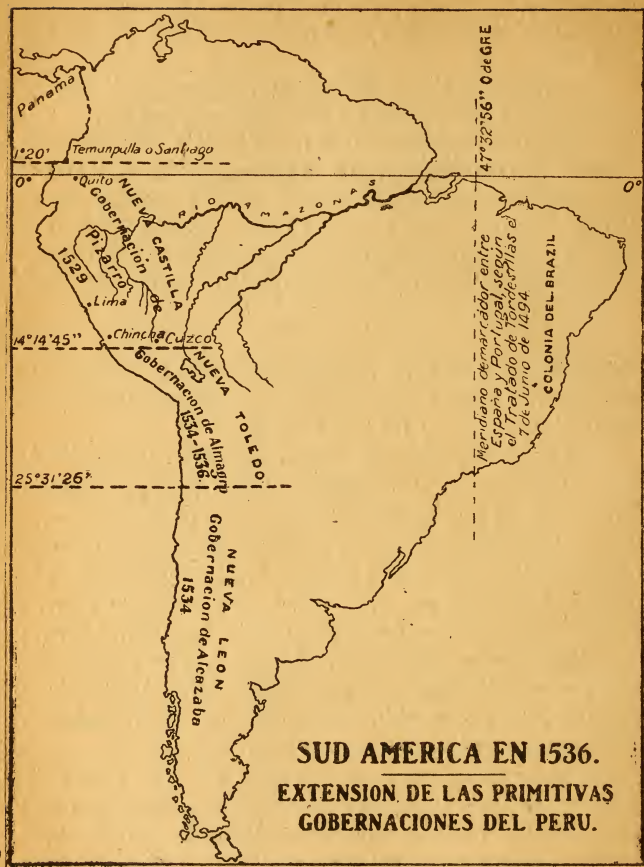 Panama
1°20'
Temunpulla o Santiago
0°
Quito
NUEVA CASTILLA
Gobernación de
Pizarro
1529
RIO AMAZONAS
Lima
14°14'45"
Chincha
Cuzco
NUEVA TOLEDO
Gobernación de Almagro
1534-1536.
25°31'26"
NUEVA LEON
Gobernacion de Alcazaba
1534
47°32'56" O de GRE
Meridiano demarcador entre
España y Portugal, según
el Tratado de Tordesillas el
7 de Junio de 1494
COLONIA DEL BRAZIL
SUD AMERICA EN 1536.
EXTENSION DE LAS PRIMITIVAS
GOBERNACIONES DEL PERU.